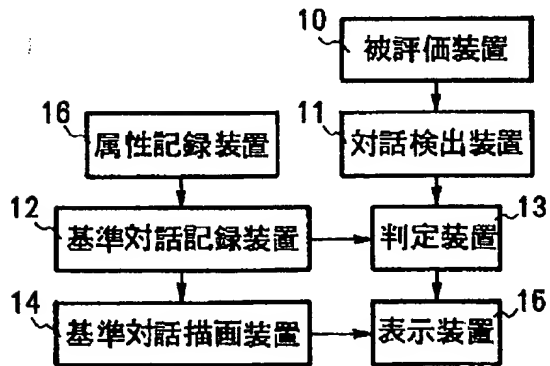 10
被評価装置
16
属性記録装置
11
対話検出装置
12
基準対話記録装置
13
判定装置
14
基準対話描画装置
15
表示装置